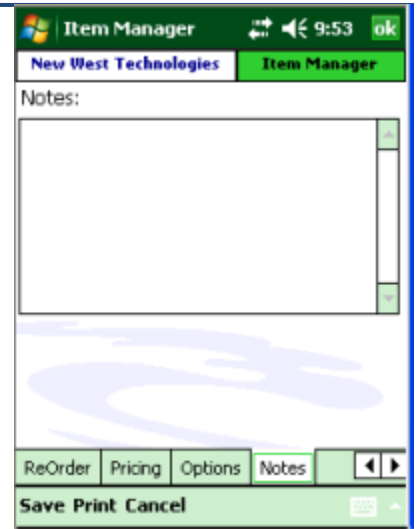 Item Manager 9:53 ok
New West Technologies Item Manager
Notes:
ReOrder Pricing Options Notes
Save Print Cancel